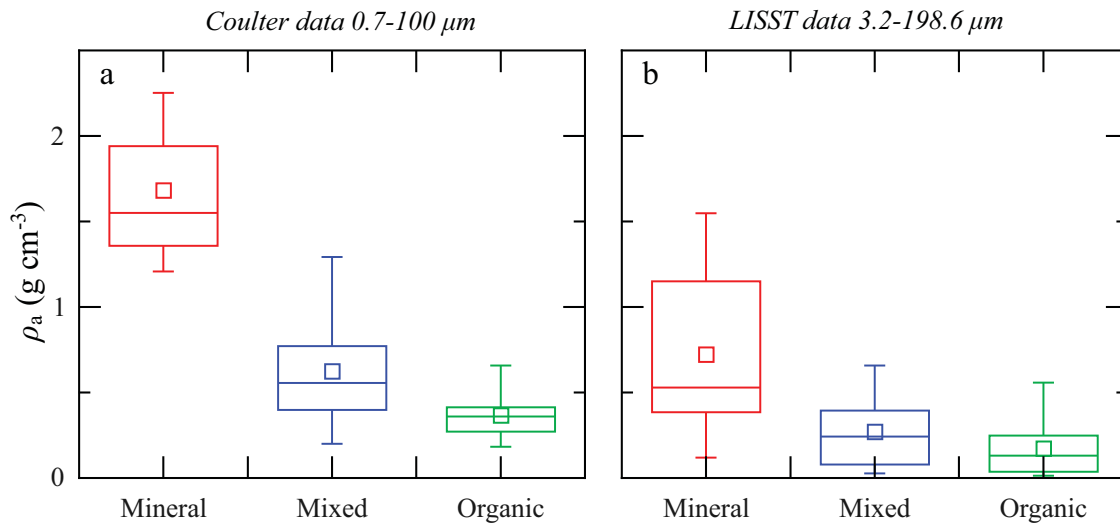 Coulter data 0.7-100 μm
LISST data 3.2-198.6 μm
a
b
2
1
0
ρa (g cm-3)
Mineral
Mixed
Organic
Mineral
Mixed
Organic